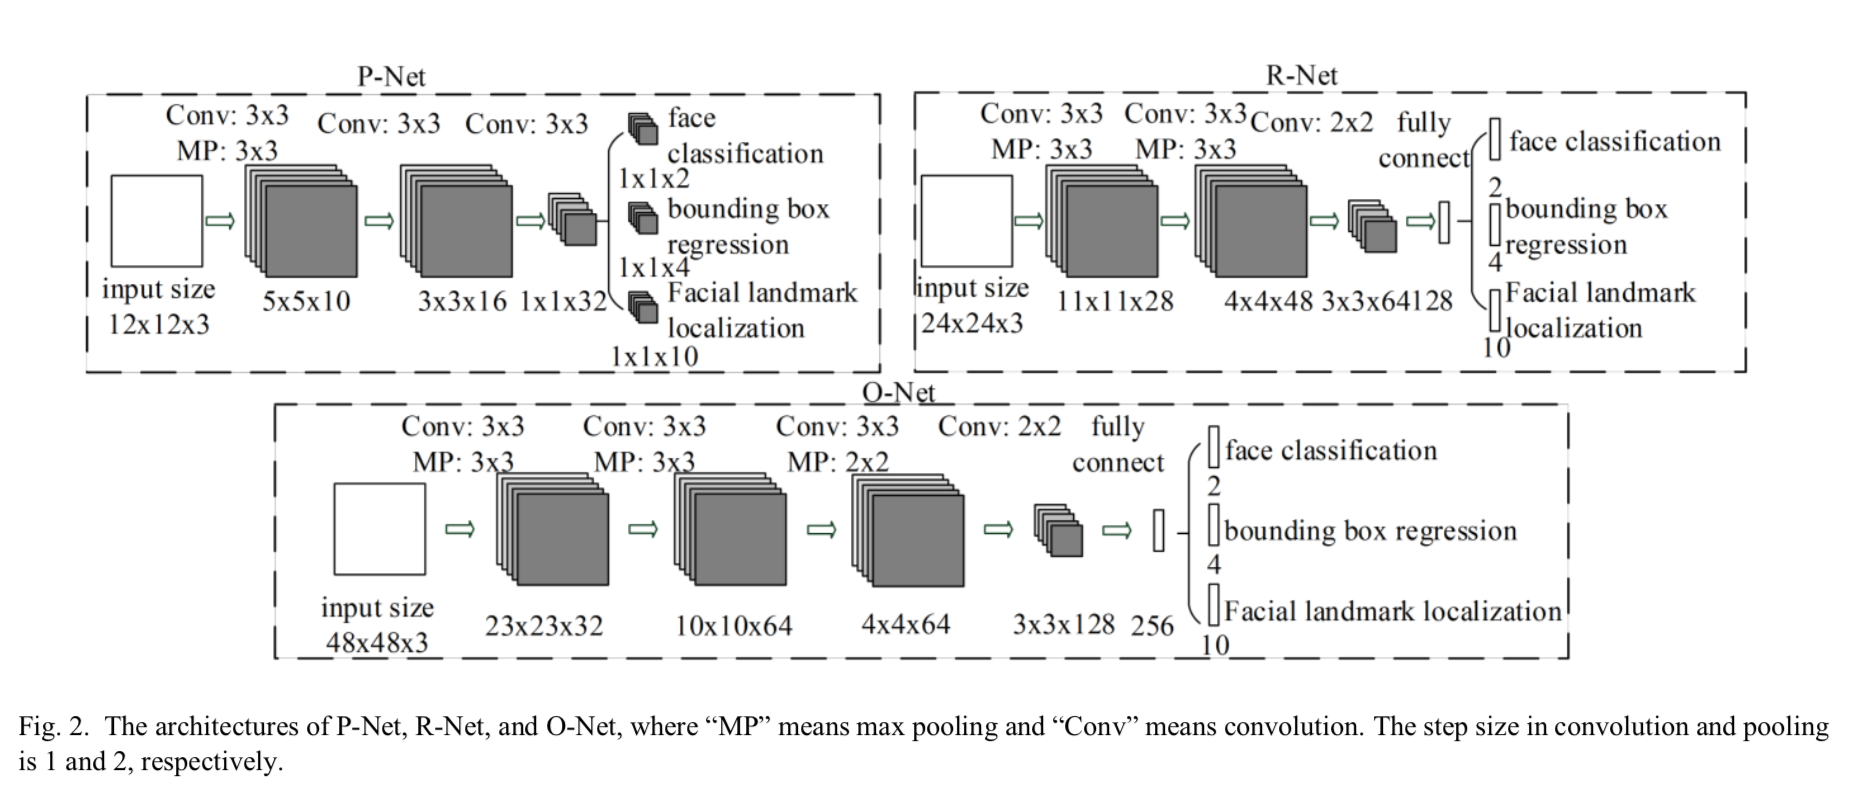 P-Net
Conv: 3x3
MP: 3x3
Conv: 3x3
Conv: 3x3
face
classification
1x1x2
bounding box
regression
1x1x4
Facial landmark
localization
1x1x10
input size
12x12x3
5x5x10
3x3x16
1x1x32
R-Net
Conv: 3x3
MP: 3x3
Conv: 3x3
MP: 3x3
Conv: 2x2
fully
connect
face classification
2
bounding box
regression
4
Facial landmark
localization
10
input size
24x24x3
11x11x28
4x4x48
3x3x64
128
O-Net
Conv: 3x3
MP: 3x3
Conv: 3x3
MP: 3x3
Conv: 3x3
MP: 2x2
Conv: 2x2
fully
connect
face classification
2
bounding box regression
4
Facial landmark localization
10
input size
48x48x3
23x23x32
10x10x64
4x4x64
3x3x128
256
Fig. 2.  The architectures of P-Net, R-Net, and O-Net, where “MP” means max pooling and “Conv” means convolution. The step size in convolution and pooling
is 1 and 2, respectively.